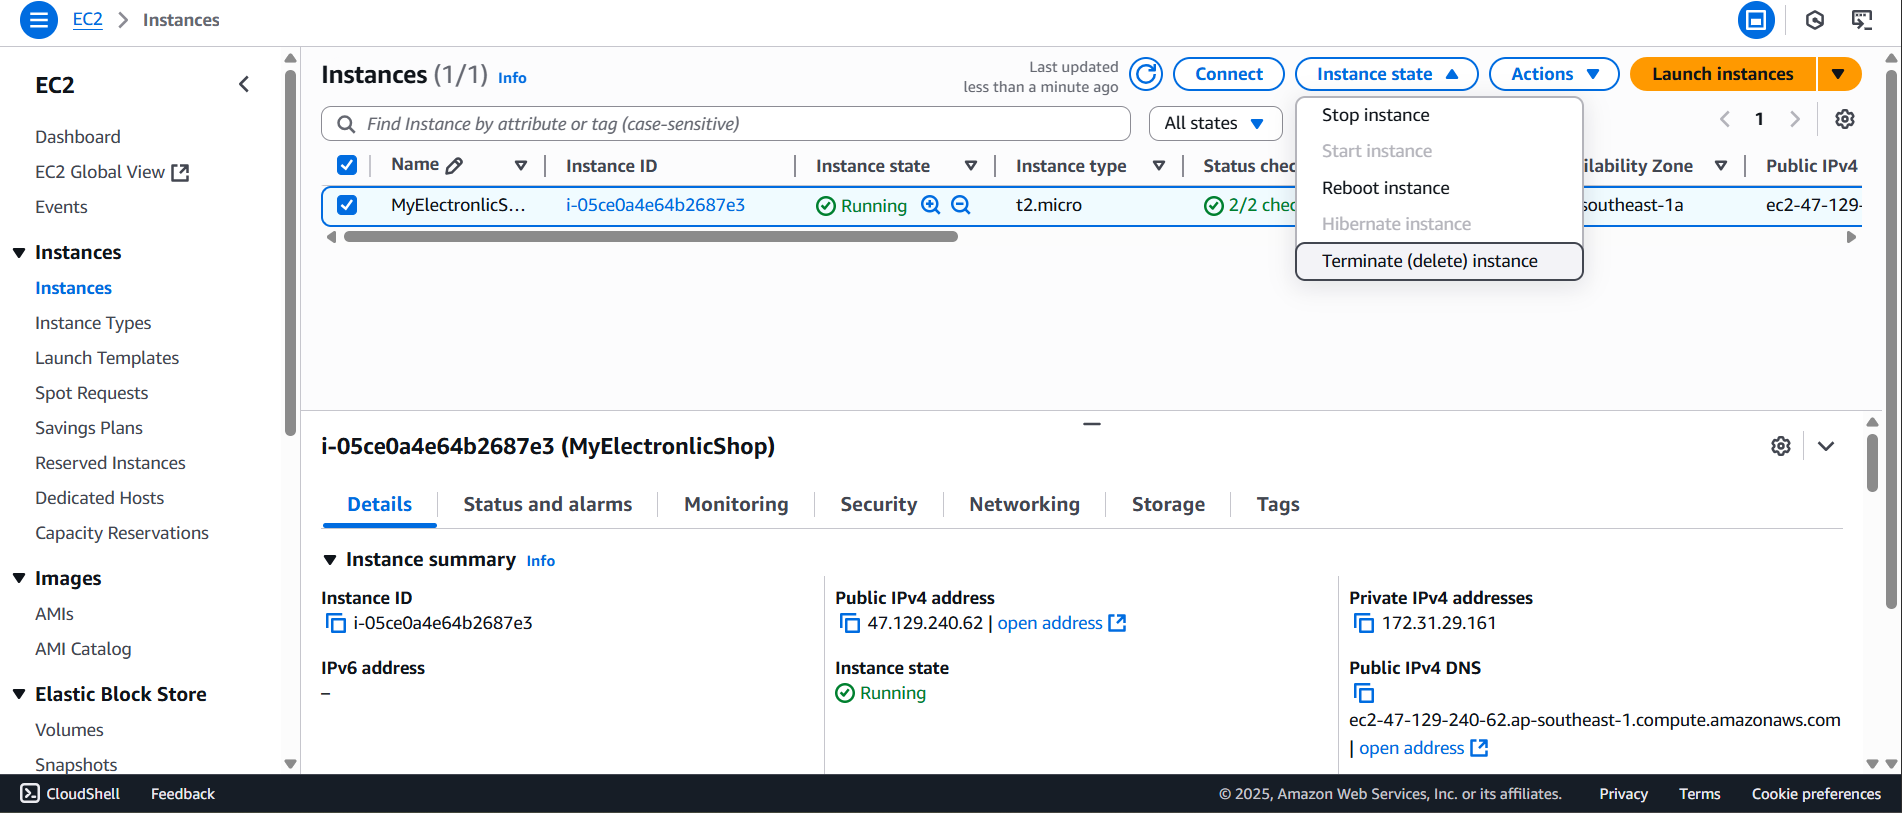 EC2 > Instances
EC2
Dashboard
EC2 Global View
Events
Instances
Instances
Instance Types
Launch Templates
Spot Requests
Savings Plans
Reserved Instances
Dedicated Hosts
Capacity Reservations
Images
AMIs
AMI Catalog
Elastic Block Store
Volumes
Snapshots
Instances (1/1) Info
Last updated
less than a minute ago
Connect
Instance state
Actions
Launch instances
Find Instance by attribute or tag (case-sensitive)
All states
1
Stop instance
Start instance
Reboot instance
Hibernate instance
Terminate (delete) instance
Name Instance ID Instance state Instance type Status chec ilability Zone Public IPv4
MyElectronlicS... i-05ce0a4e64b2687e3 Running t2.micro 2/2 chec southeast-1a ec2-47-129-
i-05ce0a4e64b2687e3 (MyElectronlicShop)
Details Status and alarms Monitoring Security Networking Storage Tags
Instance summary Info
Instance ID
i-05ce0a4e64b2687e3
Public IPv4 address
47.129.240.62 | open address
Private IPv4 addresses
172.31.29.161
IPv6 address
–
Instance state
Running
Public IPv4 DNS
ec2-47-129-240-62.ap-southeast-1.compute.amazonaws.com
| open address
CloudShell Feedback © 2025, Amazon Web Services, Inc. or its affiliates. Privacy Terms Cookie preferences